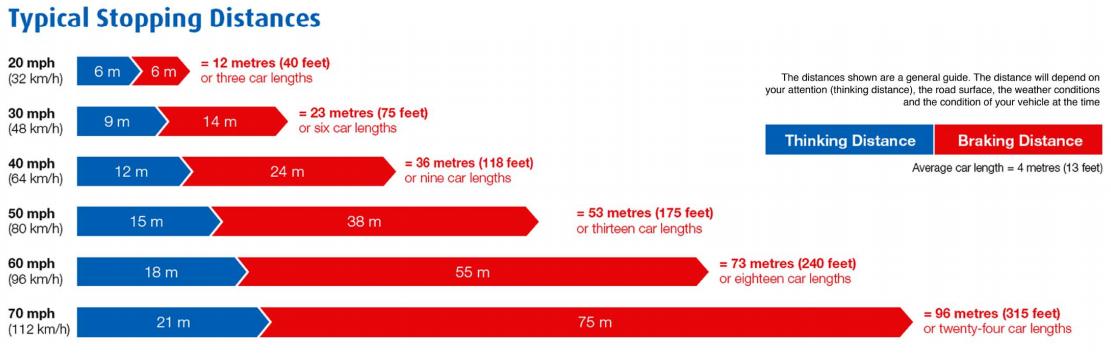 Typical Stopping Distances
20 mph
(32 km/h)
6 m
6 m
= 12 metres (40 feet)
or three car lengths
30 mph
(48 km/h)
9 m
14 m
= 23 metres (75 feet)
or six car lengths
40 mph
(64 km/h)
12 m
24 m
= 36 metres (118 feet)
or nine car lengths
50 mph
(80 km/h)
15 m
38 m
= 53 metres (175 feet)
or thirteen car lengths
60 mph
(96 km/h)
18 m
55 m
= 73 metres (240 feet)
or eighteen car lengths
70 mph
(112 km/h)
21 m
75 m
= 96 metres (315 feet)
or twenty-four car lengths
The distances shown are a general guide. The distance will depend on
your attention (thinking distance), the road surface, the weather conditions
and the condition of your vehicle at the time
Thinking Distance
Braking Distance
Average car length = 4 metres (13 feet)